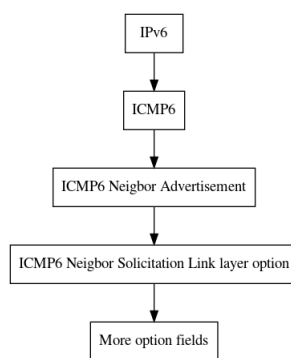 IPv6
ICMP6
ICMP6 Neigbor Advertisement
ICMP6 Neigbor Solicitation Link layer option
More option fields